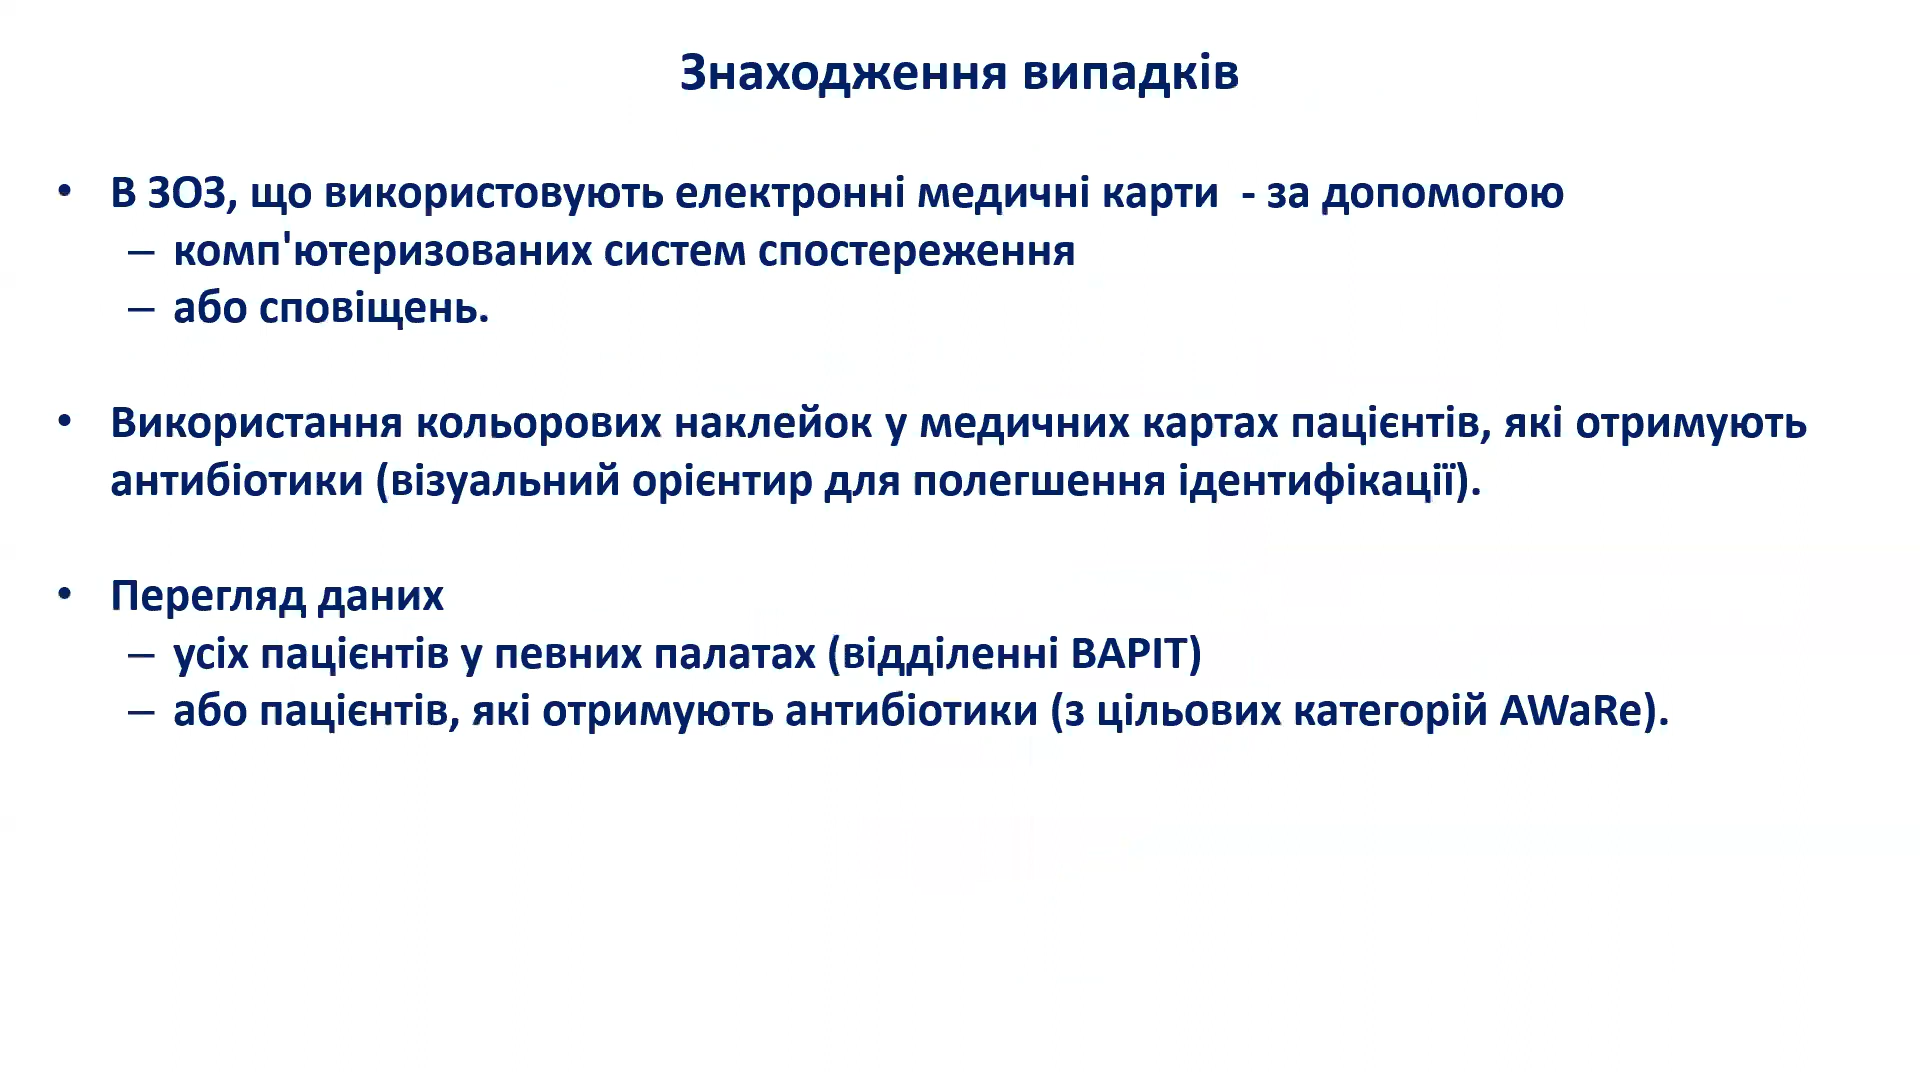 Знаходження випадків
• В ЗОЗ, що використовують електронні медичні карти - за допомогою
– комп'ютеризованих систем спостереження
– або сповіщень.
• Використання кольорових наклейок у медичних картах пацієнтів, які отримують
антибіотики (візуальний орієнтир для полегшення ідентифікації).
• Перегляд даних
– усіх пацієнтів у певних палатах (відділенні ВАРІТ)
– або пацієнтів, які отримують антибіотики (з цільових категорій AWaRe).